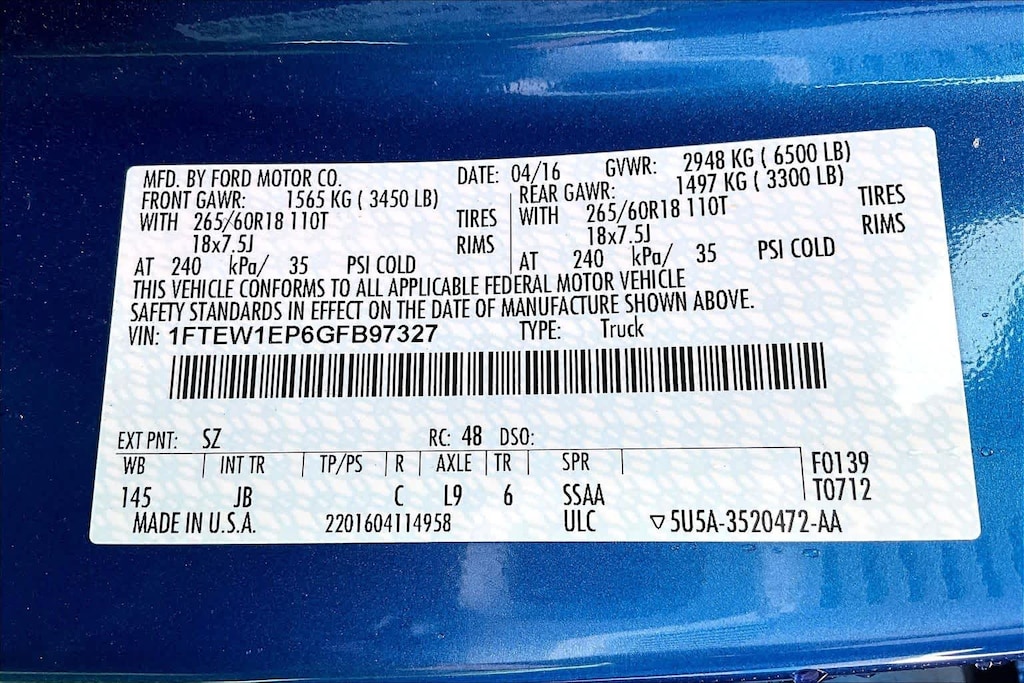 MFD. BY FORD MOTOR CO. DATE: 04/16 GVWR: 2948 KG ( 6500 LB)
FRONT GAWR: 1565 KG ( 3450 LB) REAR GAWR: 1497 KG ( 3300 LB)
WITH 265/60R18 110T TIRES WITH 265/60R18 110T TIRES
18x7.5J RIMS 18x7.5J RIMS
AT 240 kPa/ 35 PSI COLD AT 240 kPa/ 35 PSI COLD
THIS VEHICLE CONFORMS TO ALL APPLICABLE FEDERAL MOTOR VEHICLE
SAFETY STANDARDS IN EFFECT ON THE DATE OF MANUFACTURE SHOWN ABOVE.
VIN: 1FTEW1EP6GFB97327 TYPE: Truck
EXT PNT: SZ RC: 48 DSO:
WB INT TR TP/PS R AXLE TR SPR F0139
145 JB C L9 6 SSAA T0712
MADE IN U.S.A. 2201604114958 ULC ▽5U5A-3520472-AA